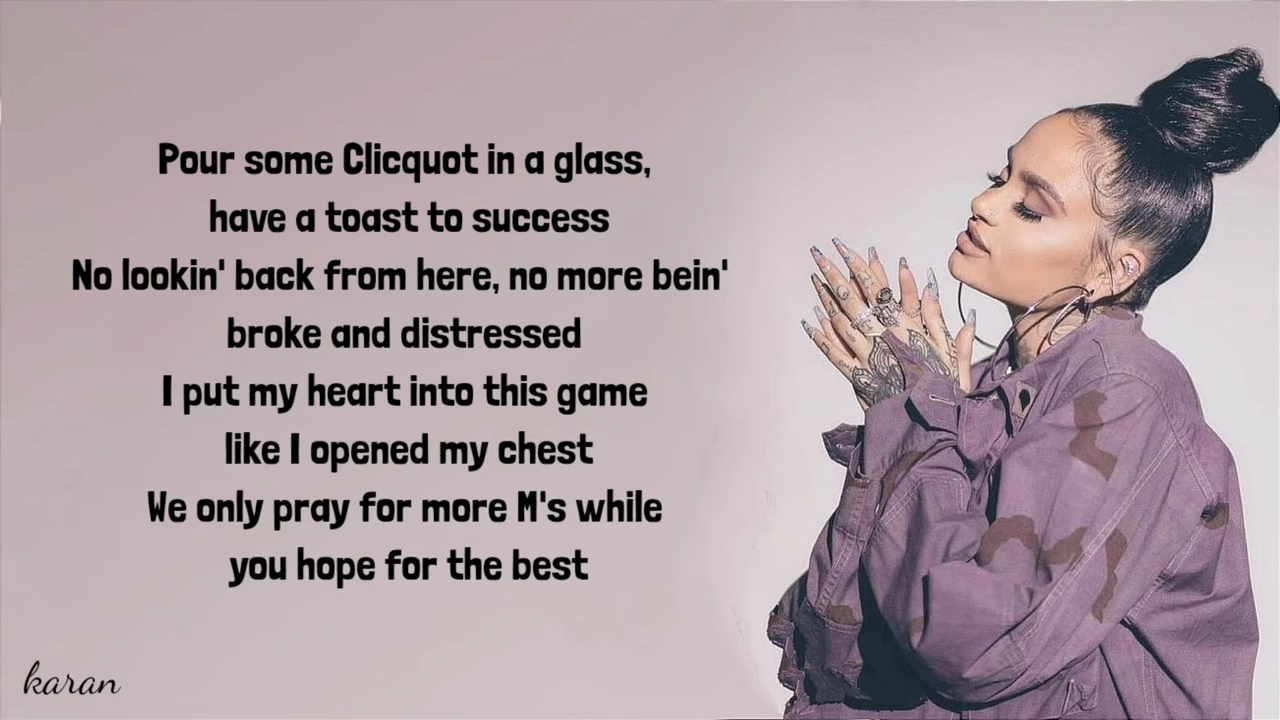 Pour some Clicquot in a glass,
have a toast to success
No lookin' back from here, no more bein'
broke and distressed
I put my heart into this game
like I opened my chest
We only pray for more M's while
you hope for the best
karan